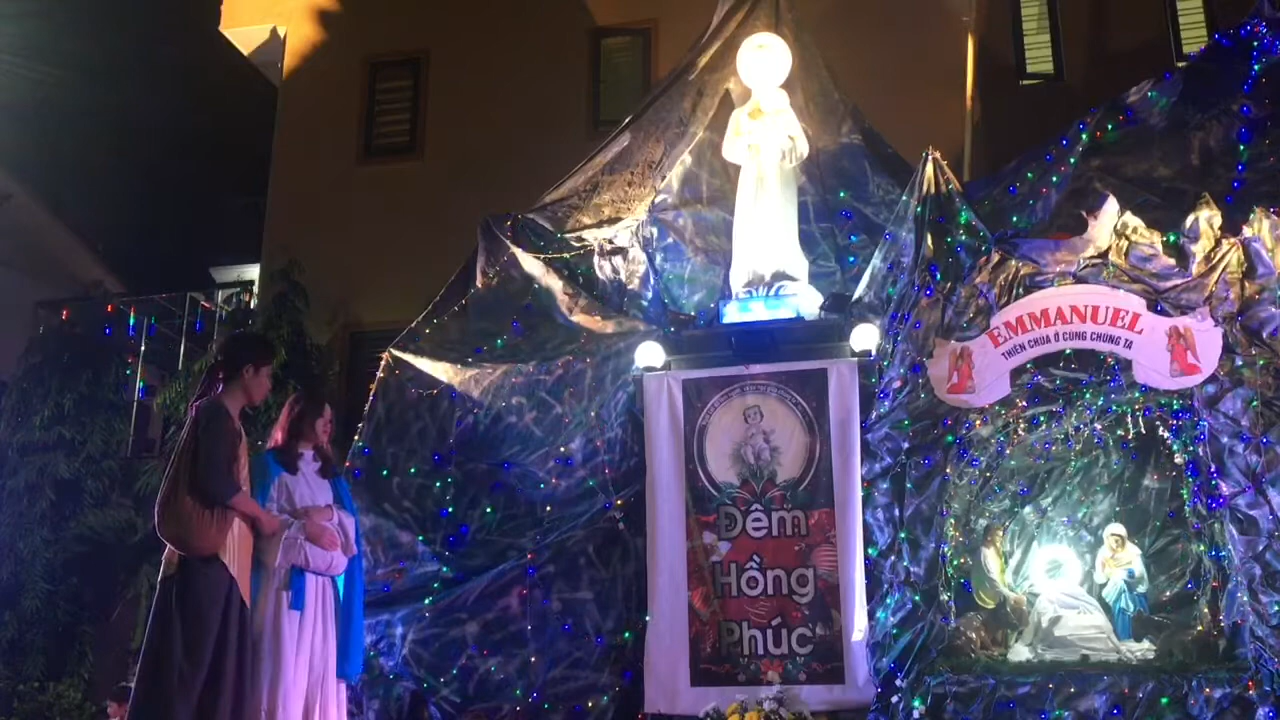 EMMANUEL
THIÊN CHÚA Ở CÙNG CHÚNG TA
Đêm
Hồng
Phúc